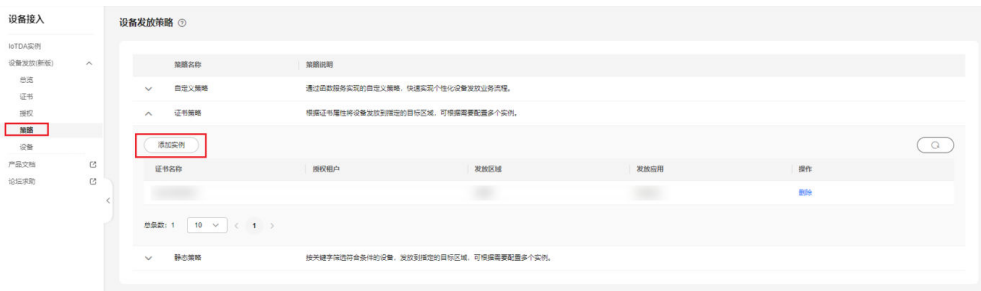 设备接入
IoTDA实例
设备发放(新版)
总览
证书
授权
策略
设备
产品文档
论坛求助
设备发放策略
策略名称 策略说明
自定义策略 通过函数服务实现的自定义策略，快速实现个性化设备发放业务流程。
证书策略 根据证书属性将设备发放到指定的目标区域，可根据需要配置多个实例。
添加实例
证书名称 授权租户 发放区域 发放应用 操作
删除
总条数：1 10 < 1 >
静态策略 按关键字筛选符合条件的设备，发放到指定的目标区域，可根据需要配置多个实例。